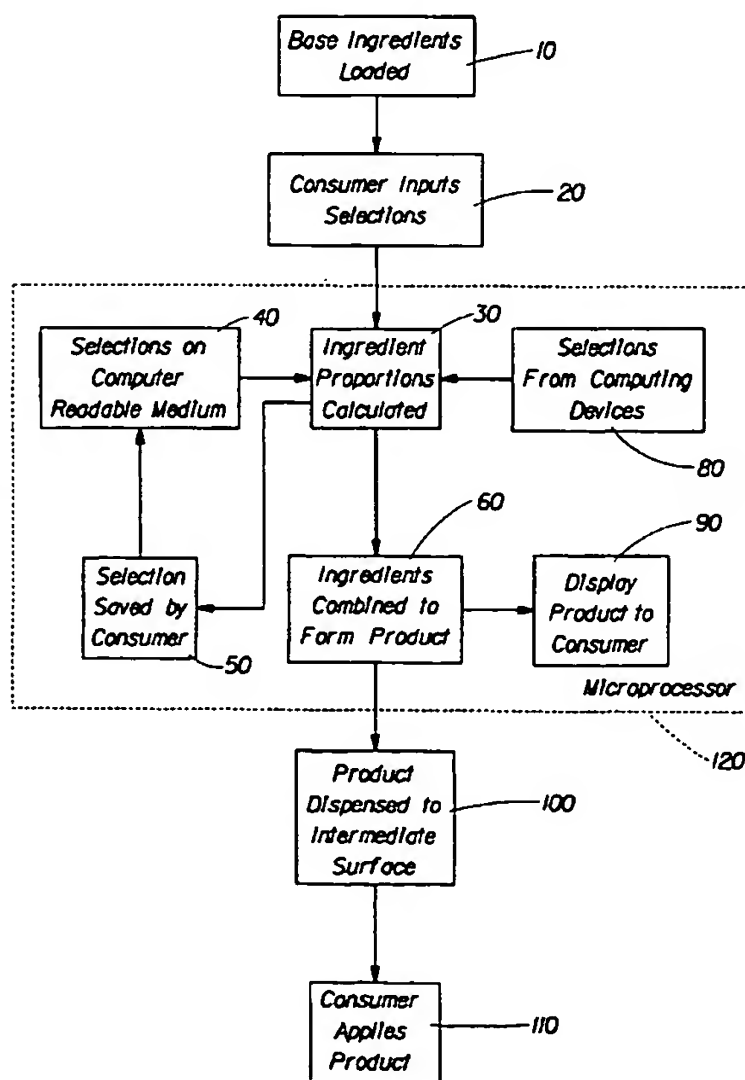 Base Ingredients
Loaded
10
Consumer Inputs
Selections
20
40
Selections on
Computer
Readable Medium
30
Ingredient
Proportions
Calculated
Selections
From Computing
Devices
80
60
90
Selection
Saved by
Consumer
50
Ingredients
Combined to
Form Product
Display
Product to
Consumer
Microprocessor
120
Product
Dispensed to
Intermediate
Surface
100
Consumer
Applies
Product
110